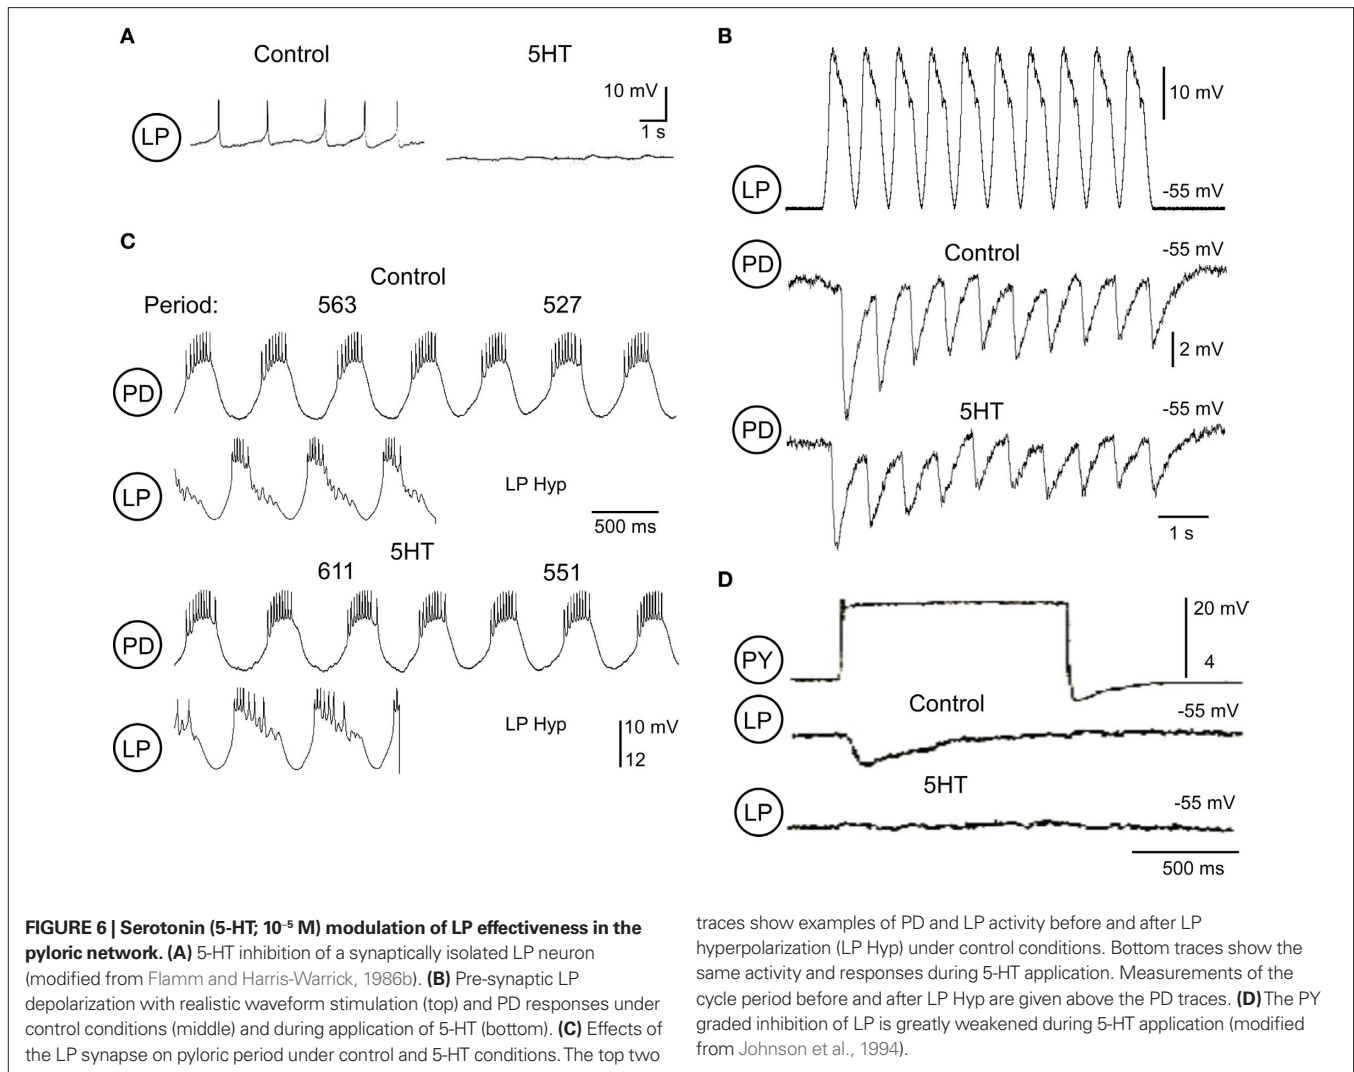 A
Control
5HT
10 mV
1 s
LP
B
10 mV
LP
-55 mV
PD
Control
-55 mV
2 mV
PD
5HT
-55 mV
1 s
C
Control
Period: 563 527
PD
LP
LP Hyp
500 ms
5HT
611 551
PD
LP
LP Hyp
10 mV
12
D
PY
20 mV
4
LP
Control
-55 mV
LP
5HT
-55 mV
500 ms
FIGURE 6 | Serotonin (5-HT; 10⁻⁵ M) modulation of LP effectiveness in the
pyloric network. (A) 5-HT inhibition of a synaptically isolated LP neuron
(modified from Flamm and Harris-Warrick, 1986b). (B) Pre-synaptic LP
depolarization with realistic waveform stimulation (top) and PD responses under
control conditions (middle) and during application of 5-HT (bottom). (C) Effects of
the LP synapse on pyloric period under control and 5-HT conditions. The top two
traces show examples of PD and LP activity before and after LP
hyperpolarization (LP Hyp) under control conditions. Bottom traces show the
same activity and responses during 5-HT application. Measurements of the
cycle period before and after LP Hyp are given above the PD traces. (D) The PY
graded inhibition of LP is greatly weakened during 5-HT application (modified
from Johnson et al., 1994).